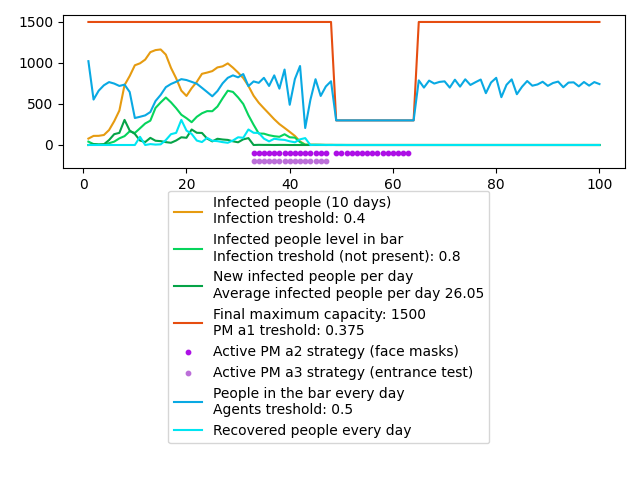 1500
1000
500
0
0 20 40 60 80 100
Infected people (10 days)
Infection treshold: 0.4
Infected people level in bar
Infection treshold (not present): 0.8
New infected people per day
Average infected people per day 26.05
Final maximum capacity: 1500
PM a1 treshold: 0.375
Active PM a2 strategy (face masks)
Active PM a3 strategy (entrance test)
People in the bar every day
Agents treshold: 0.5
Recovered people every day